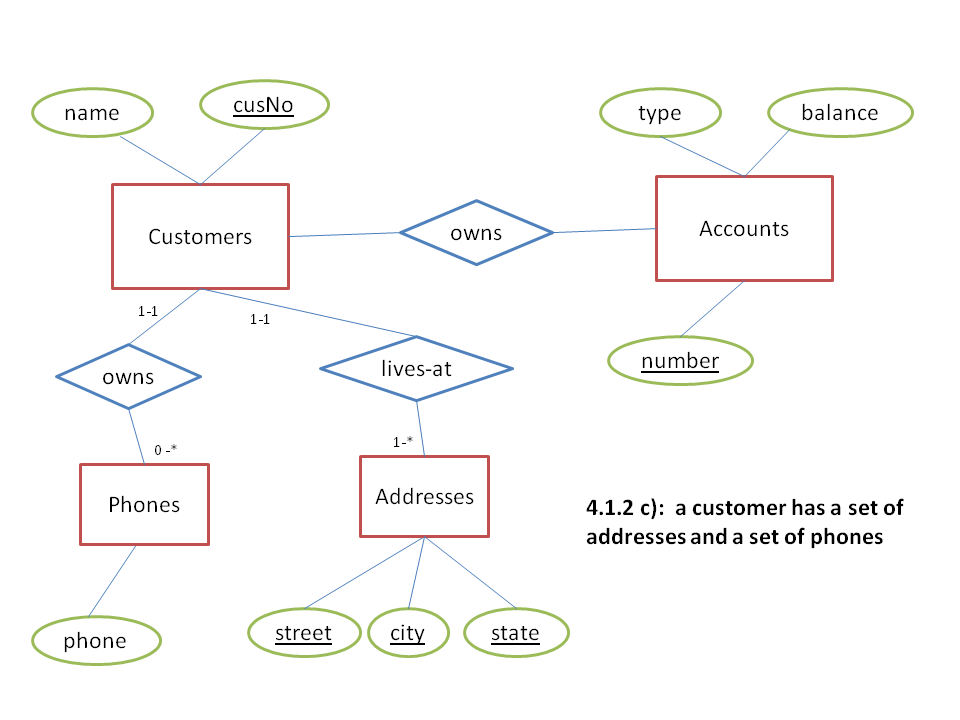 name
cusNo
type
balance
Customers
owns
Accounts
1-1
1-1
number
owns
lives-at
0 -*
1-*
Phones
Addresses
4.1.2 c):  a customer has a set of
addresses and a set of phones
phone
street
city
state